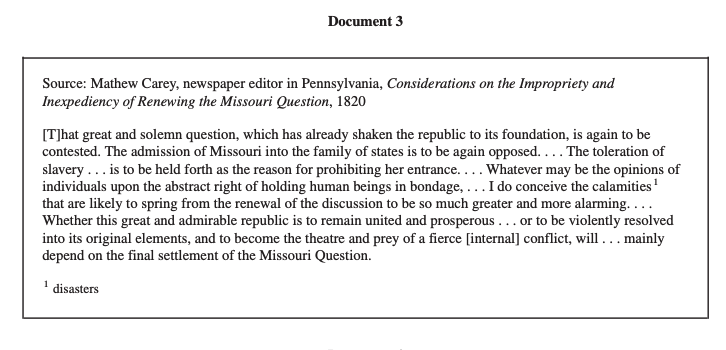 Document 3
Source: Mathew Carey, newspaper editor in Pennsylvania, Considerations on the Impropriety and
Inexpediency of Renewing the Missouri Question, 1820
[T]hat great and solemn question, which has already shaken the republic to its foundation, is again to be
contested. The admission of Missouri into the family of states is to be again opposed. . . . The toleration of
slavery . . . is to be held forth as the reason for prohibiting her entrance. . . . Whatever may be the opinions of
individuals upon the abstract right of holding human beings in bondage, . . . I do conceive the calamities¹
that are likely to spring from the renewal of the discussion to be so much greater and more alarming. . . .
Whether this great and admirable republic is to remain united and prosperous . . . or to be violently resolved
into its original elements, and to become the theatre and prey of a fierce [internal] conflict, will . . . mainly
depend on the final settlement of the Missouri Question.
¹ disasters